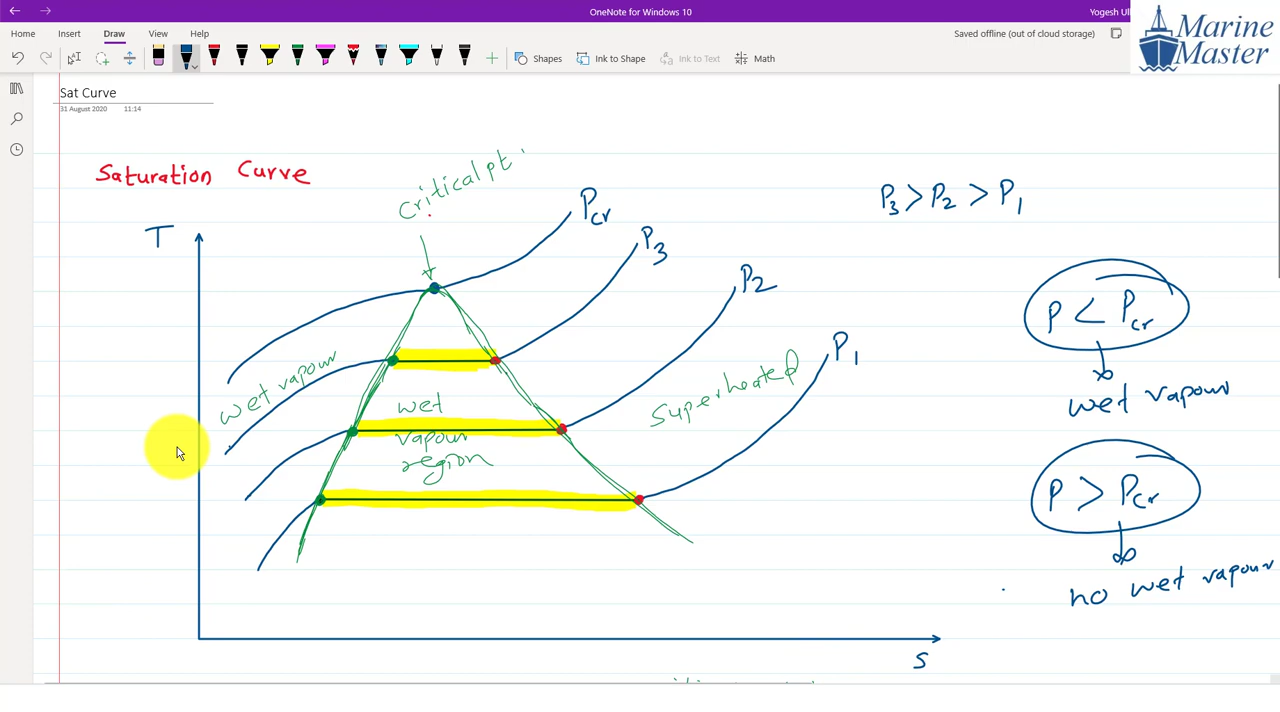 OneNote for Windows 10
Yogesh Ul
Marine
Master
Home
Insert
Draw
View
Help
Saved offline (out of cloud storage)
Shapes
Ink to Shape
Ink to Text
Math
Sat Curve
31 August 2020 11:14
Saturation Curve
Critical pt
T
Pcr
P3
P2
P1
P3 > P2 > P1
wet vapour
wet
vapour
region
Superheated
P < Pcr
wet vapour
P > Pcr
no wet vapour
S